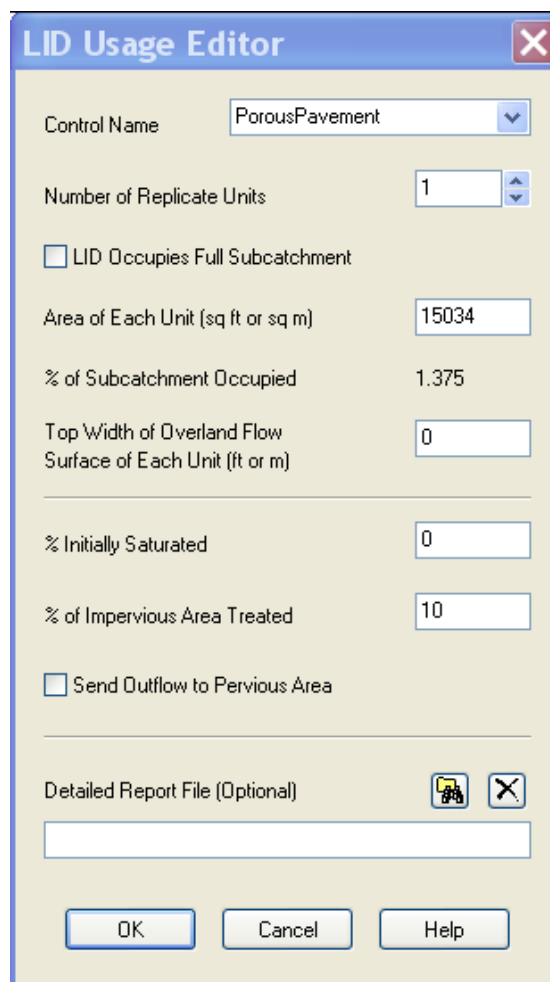 LID Usage Editor
Control Name PorousPavement
Number of Replicate Units 1
LID Occupies Full Subcatchment
Area of Each Unit (sq ft or sq m) 15034
% of Subcatchment Occupied 1.375
Top Width of Overland Flow
Surface of Each Unit (ft or m) 0
% Initially Saturated 0
% of Impervious Area Treated 10
Send Outflow to Pervious Area
Detailed Report File (Optional)
OK Cancel Help